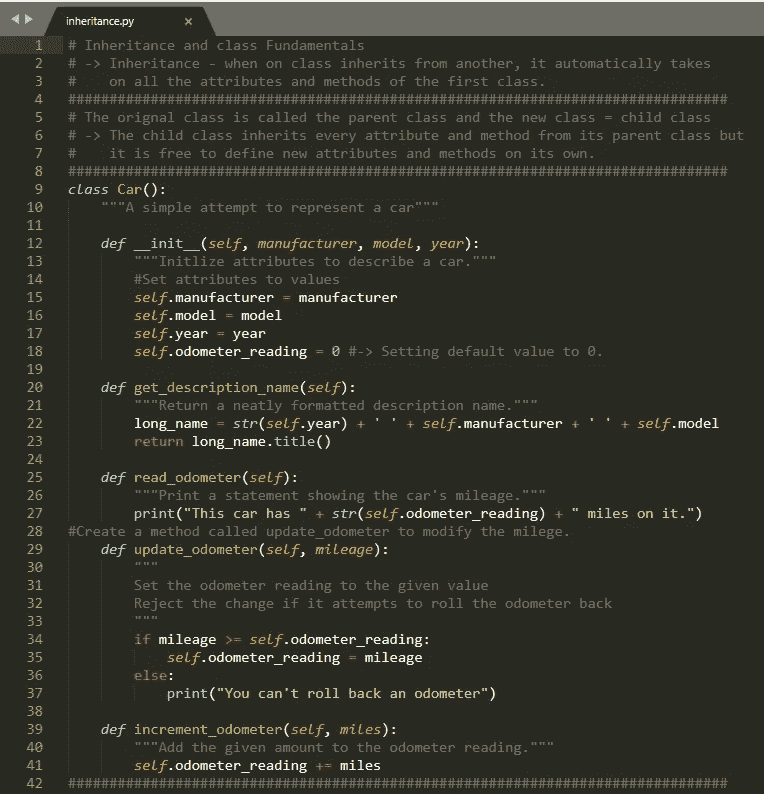 inheritance.py ×
1 # Inheritance and class Fundamentals
2 # -> Inheritance - when on class inherits from another, it automatically takes
3 #    on all the attributes and methods of the first class.
4 ################################################################################
5 # The orignal class is called the parent class and the new class = child class
6 # -> The child class inherits every attribute and method from its parent class but
7 #    it is free to define new attributes and methods on its own.
8 ################################################################################
9 class Car():
10     """A simple attempt to represent a car"""
11
12     def __init__(self, manufacturer, model, year):
13         """Initlize attributes to describe a car."""
14         #Set attributes to values
15         self.manufacturer = manufacturer
16         self.model = model
17         self.year = year
18         self.odometer_reading = 0 #-> Setting default value to 0.
19
20     def get_description_name(self):
21         """Return a neatly formatted description name."""
22         long_name = str(self.year) + ' ' + self.manufacturer + ' ' + self.model
23         return long_name.title()
24
25     def read_odometer(self):
26         """Print a statement showing the car's mileage."""
27         print("This car has " + str(self.odometer_reading) + " miles on it.")
28 #Create a method called update_odometer to modify the milege.
29     def update_odometer(self, mileage):
30         """
31         Set the odometer reading to the given value
32         Reject the change if it attempts to roll the odometer back
33         """
34         if mileage >= self.odometer_reading:
35             self.odometer_reading = mileage
36         else:
37             print("You can't roll back an odometer")
38
39     def increment_odometer(self, miles):
40         """Add the given amount to the odometer reading."""
41         self.odometer_reading += miles
42 ################################################################################